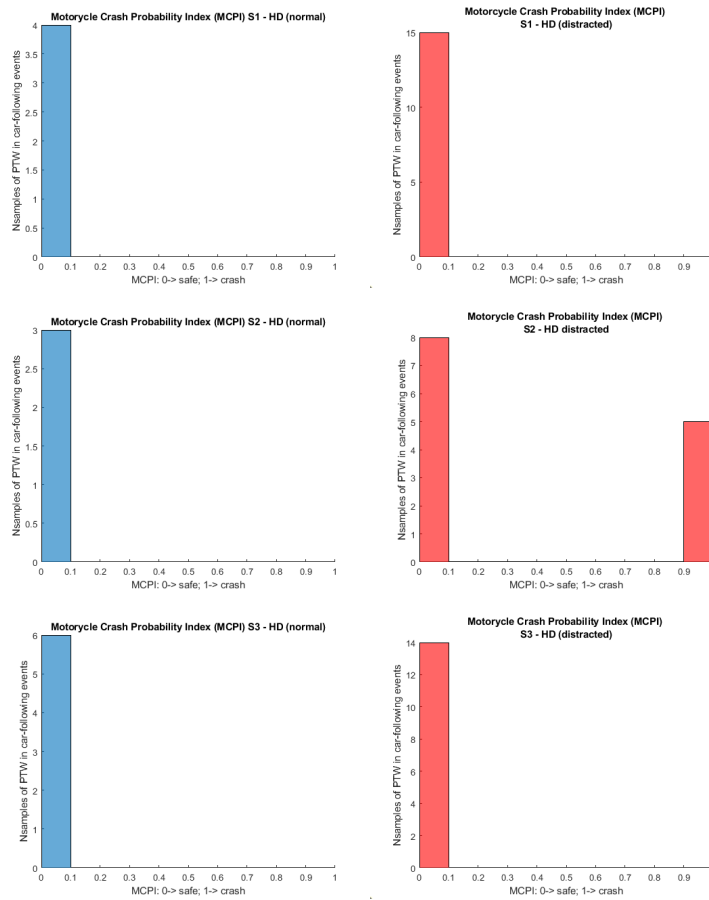 Motorycle Crash Probability Index (MCPI) S1 - HD (normal)
Nsamples of PTW in car-following events
4
3.5
3
2.5
2
1.5
1
0.5
0
0 0.1 0.2 0.3 0.4 0.5 0.6 0.7 0.8 0.9 1
MCPI: 0-> safe; 1-> crash
Motorcycle Crash Probability Index (MCPI)
S1 - HD (distracted)
Nsamples of PTW in car-following events
15
10
5
0
0 0.1 0.2 0.3 0.4 0.5 0.6 0.7 0.8 0.9
MCPI: 0-> safe; 1-> crash
Motorycle Crash Probability Index (MCPI) S2 - HD (normal)
Nsamples of PTW in car-following events
3
2.5
2
1.5
1
0.5
0
0 0.1 0.2 0.3 0.4 0.5 0.6 0.7 0.8 0.9 1
MCPI: 0-> safe; 1-> crash
Motorycle Crash Probability Index (MCPI)
S2 - HD distracted
Nsamples of PTW in car-following events
8
7
6
5
4
3
2
1
0
0 0.1 0.2 0.3 0.4 0.5 0.6 0.7 0.8 0.9
MCPI: 0-> safe; 1-> crash
Motorycle Crash Probability Index (MCPI) S3 - HD (normal)
Nsamples of PTW in car-following events
6
5
4
3
2
1
0
0 0.1 0.2 0.3 0.4 0.5 0.6 0.7 0.8 0.9 1
MCPI: 0-> safe; 1-> crash
Motorycle Crash Probability Index (MCPI)
S3 - HD (distracted)
Nsamples of PTW in car-following events
14
12
10
8
6
4
2
0
0 0.1 0.2 0.3 0.4 0.5 0.6 0.7 0.8 0.9
MCPI: 0-> safe; 1-> crash